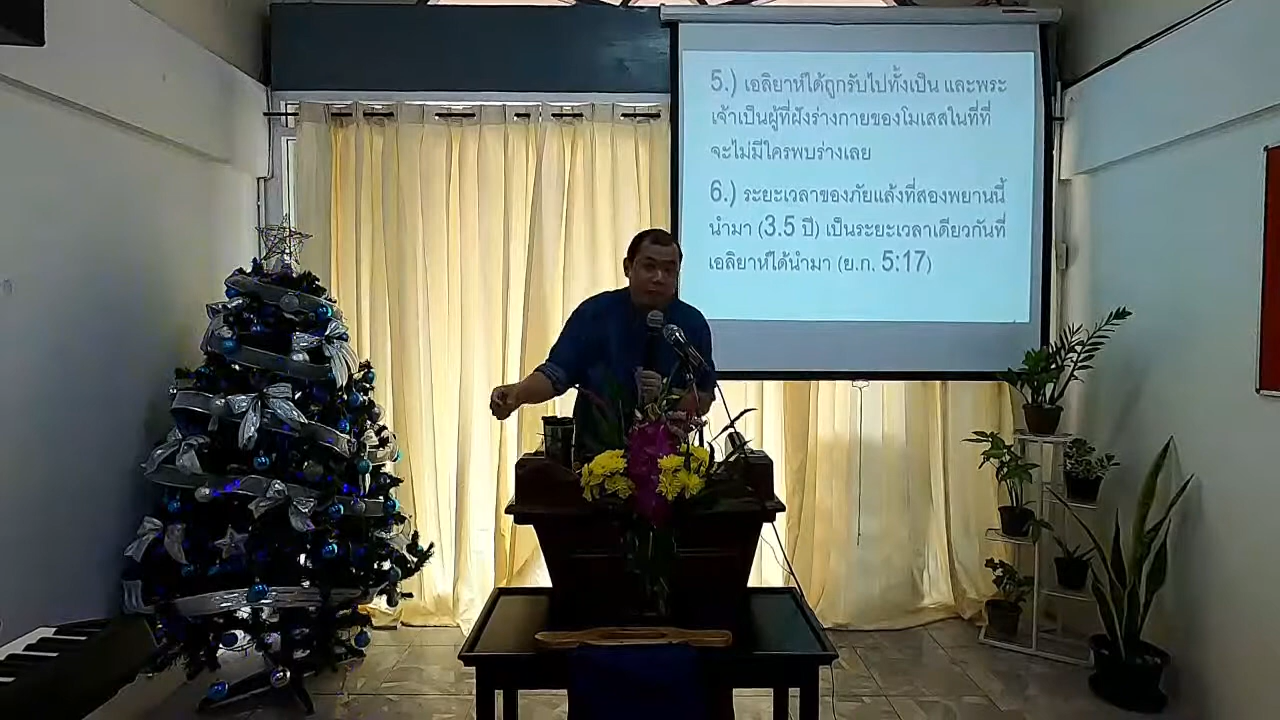 5.) เอลิยาห์ได้ถูกรับไปทั้งเป็น และพระ
เจ้าเป็นผู้ที่ฝังร่างกายของโมเสสในที่ที่
จะไม่มีใครพบร่างเลย
6.) ระยะเวลาของภัยแล้งที่สองพยานนี้
นำมา (3.5 ปี) เป็นระยะเวลาเดียวกันที่
เอลิยาห์ได้นำมา (ย.ก. 5:17)